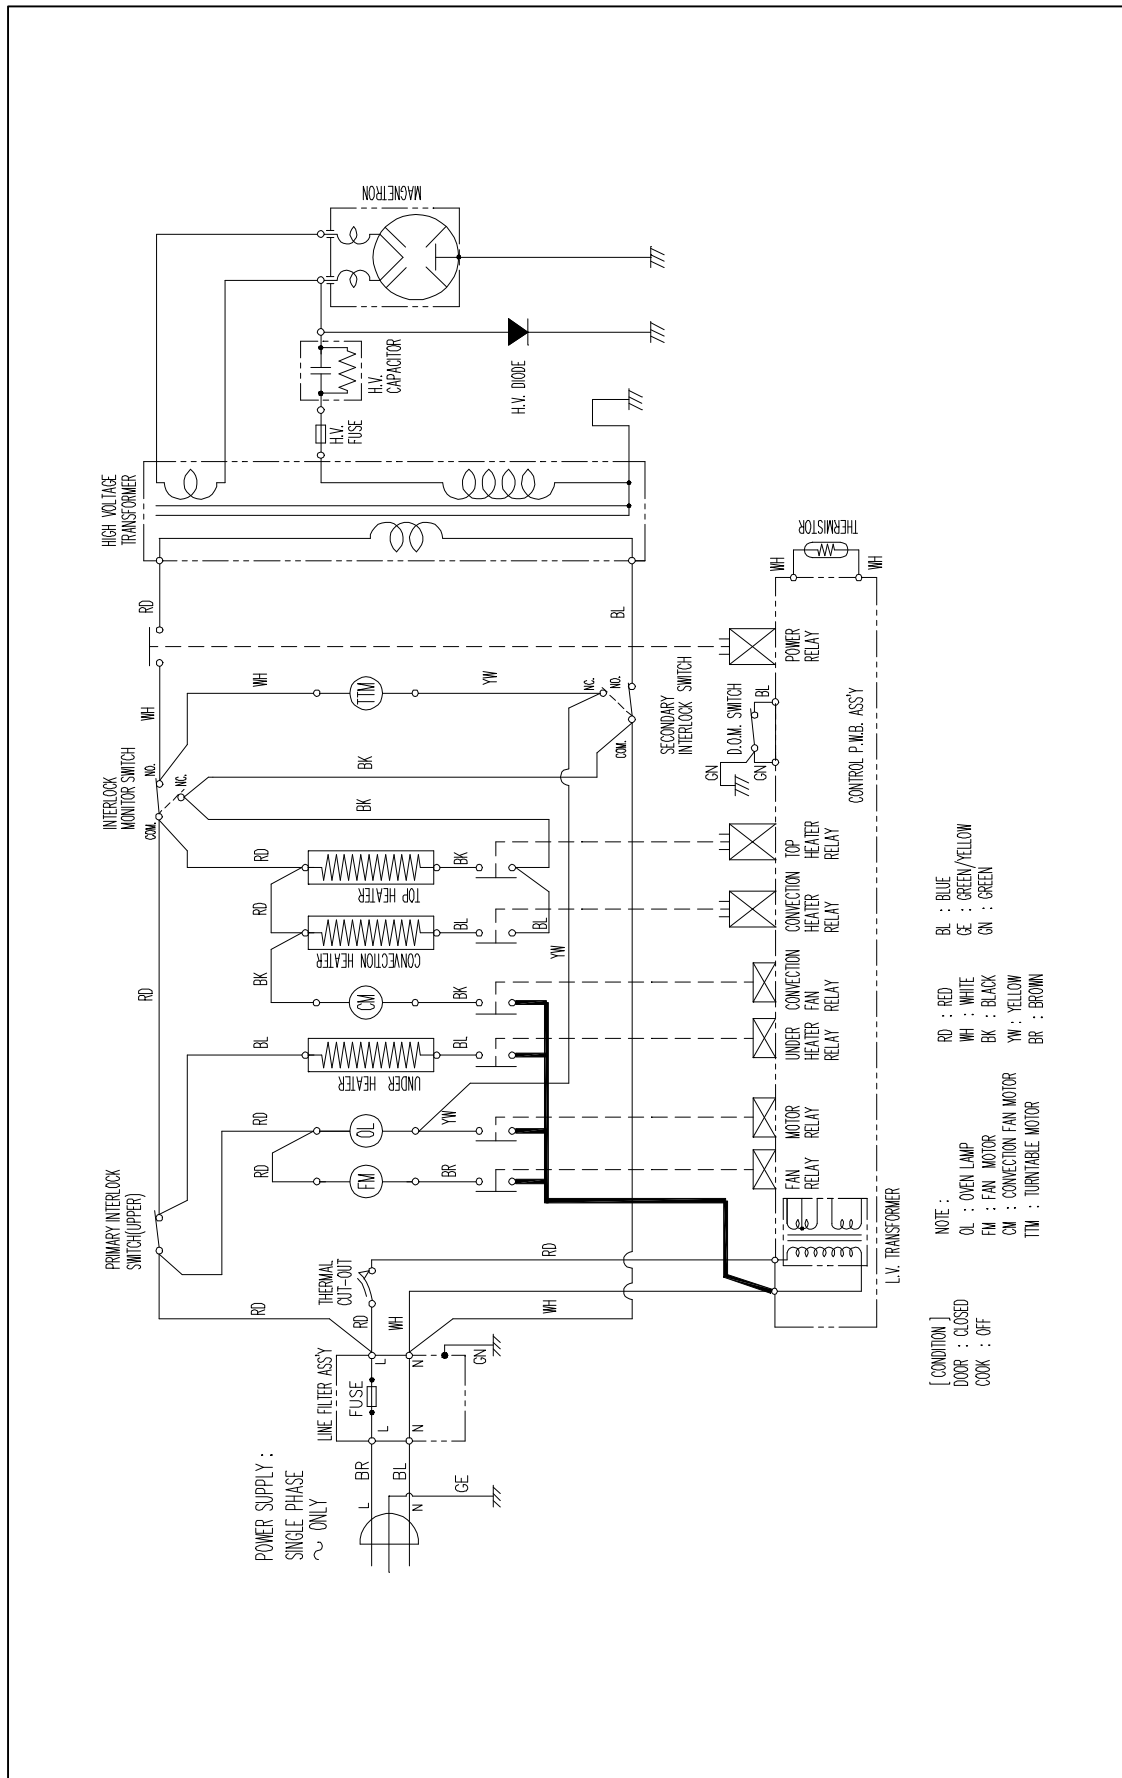 POWER SUPPLY :
SINGLE PHASE
~ ONLY
L
BR
BL
N
GE
LINE FILTER ASS'Y
FUSE
L
N
L
N
GN
RD
WH
THERMAL
CUT-OUT
RD
RD
WH
PRIMARY INTERLOCK
SWITCH(UPPER)
RD
FM
BR
RD
OL
YW
BL
UNDER HEATER
BL
RD
BK
CM
BK
RD
CONVECTION HEATER
BL
RD
TOP HEATER
BK
BL
YW
INTERLOCK
MONITOR SWITCH
COM.
NO.
NC.
BK
BK
WH
WH
TTM
YW
NC.
NO.
COM.
SECONDARY
INTERLOCK SWITCH
RD
BL
HIGH VOLTAGE
TRANSFORMER
H.V.
FUSE
H.V.
CAPACITOR
H.V. DIODE
MAGNETRON
L.V. TRANSFORMER
FAN
RELAY
MOTOR
RELAY
UNDER
HEATER
RELAY
CONVECTION
FAN
RELAY
CONVECTION
HEATER
RELAY
TOP
HEATER
RELAY
GN
GN
D.O.M. SWITCH
BL
POWER
RELAY
CONTROL P.W.B. ASS'Y
WH
WH
THERMISTOR
[ CONDITION ]
DOOR : CLOSED
COOK : OFF
NOTE :
OL : OVEN LAMP
FM : FAN MOTOR
CM : CONVECTION FAN MOTOR
TTM : TURNTABLE MOTOR
RD : RED
WH : WHITE
BK : BLACK
YW : YELLOW
BR : BROWN
BL : BLUE
GE : GREEN/YELLOW
GN : GREEN